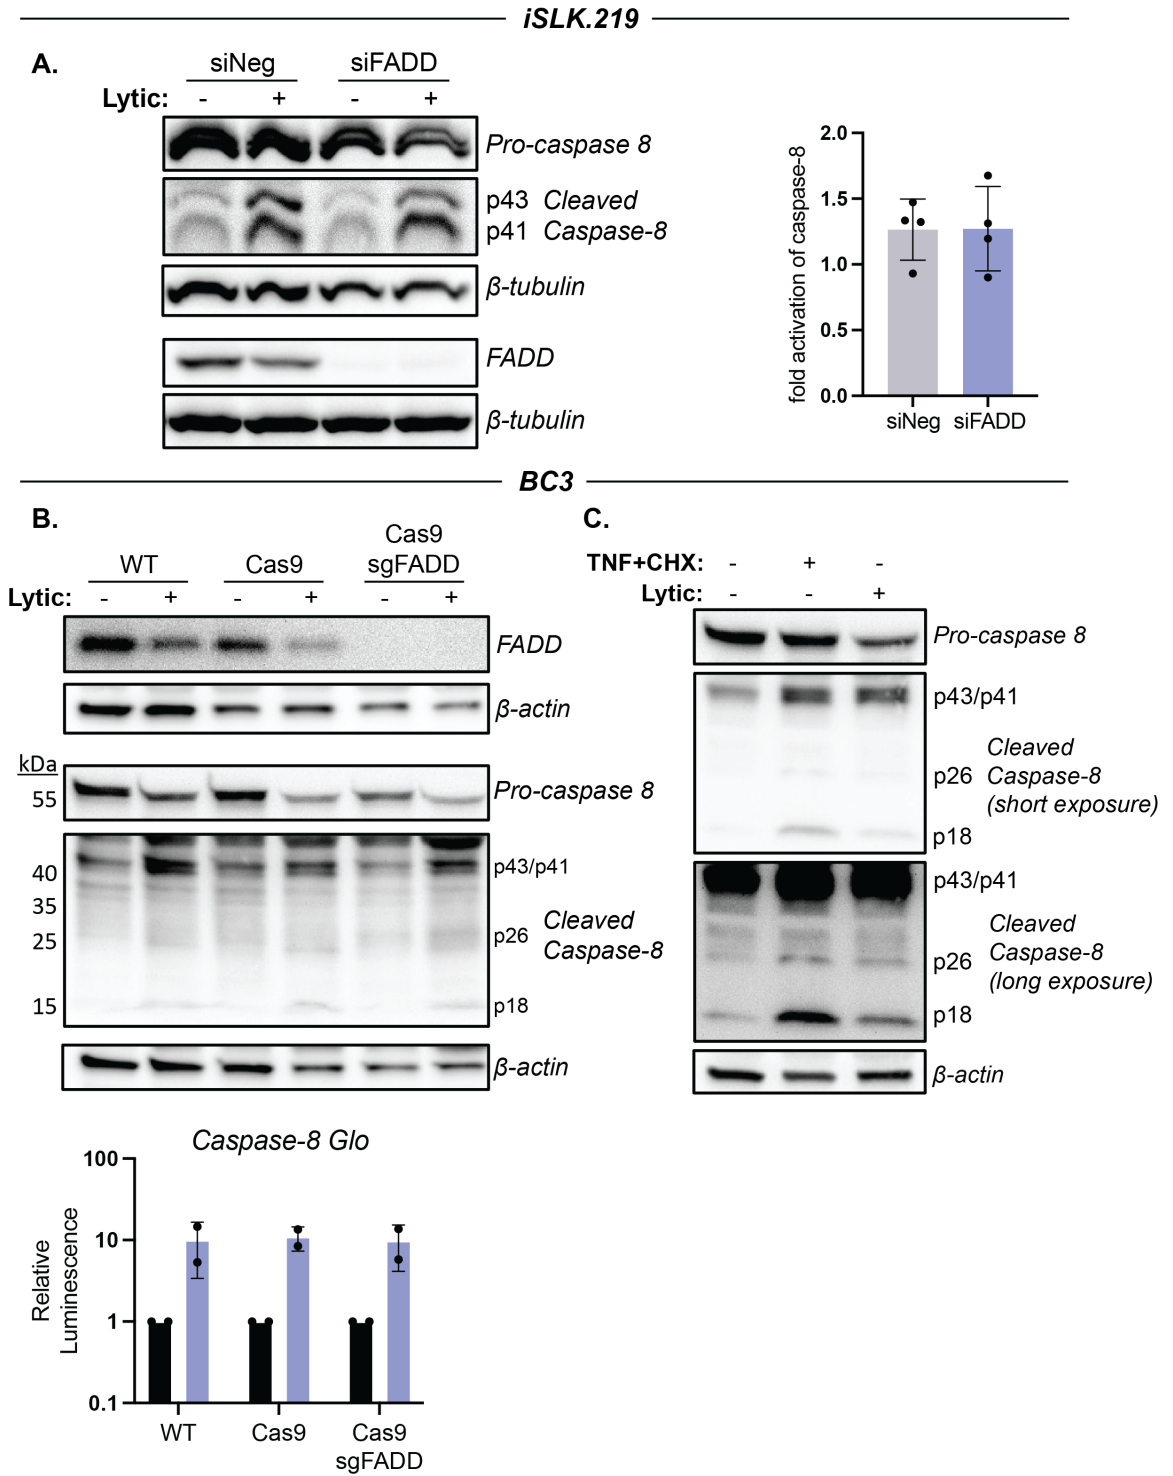 iSLK.219
A.
siNeg siFADD
Lytic: - + - +
Pro-caspase 8
p43 Cleaved
p41 Caspase-8
β-tubulin
FADD
β-tubulin
fold activation of caspase-8
2.0
1.5
1.0
0.5
0.0
siNeg siFADD
BC3
B.
WT Cas9 Cas9
sgFADD
Lytic: - + - + - +
FADD
β-actin
kDa
55
Pro-caspase 8
40
35
25
15
p43/p41
p26
p18
Cleaved
Caspase-8
β-actin
Caspase-8 Glo
Relative
Luminescence
100
10
1
0.1
WT Cas9 Cas9
sgFADD
C.
TNF+CHX: - + -
Lytic: - - +
Pro-caspase 8
p43/p41
p26
p18
Cleaved
Caspase-8
(short exposure)
p43/p41
p26
p18
Cleaved
Caspase-8
(long exposure)
β-actin